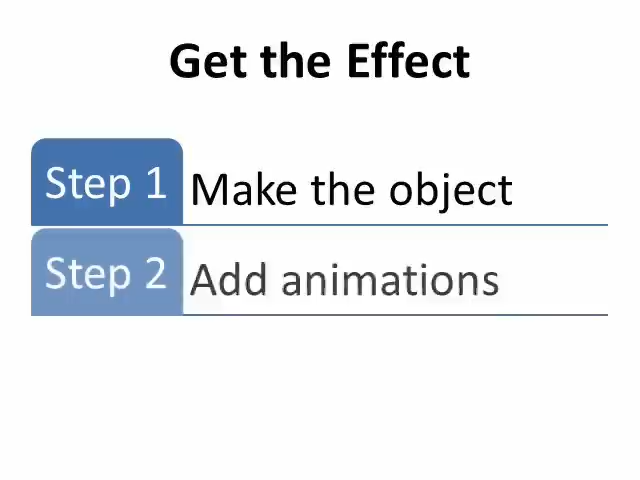 Get the Effect
Step 1 Make the object
Step 2 Add animations